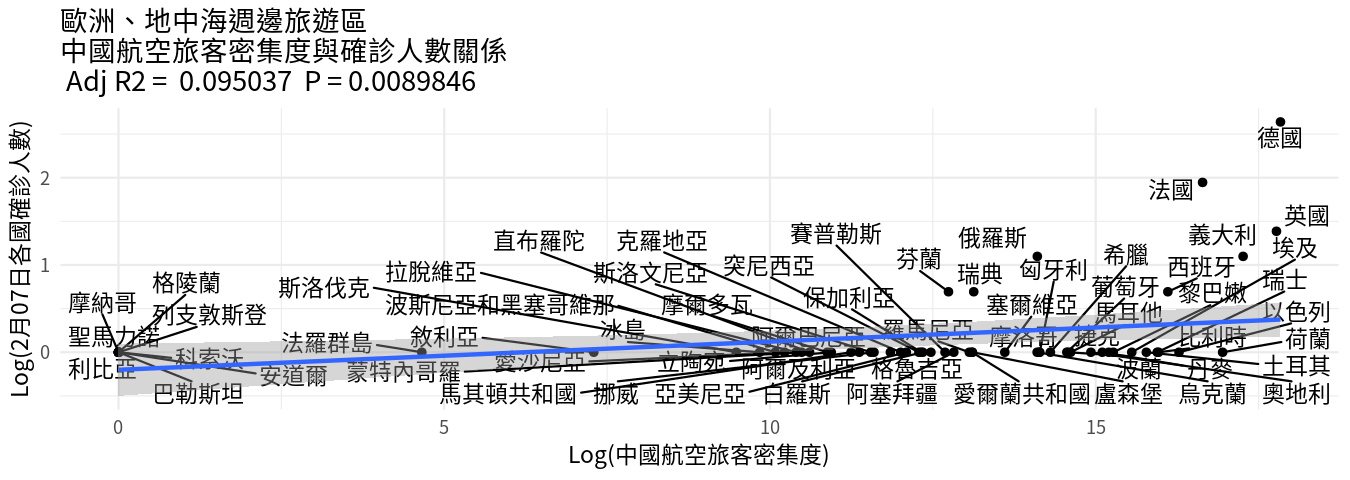 歐洲、地中海週邊旅遊區
中國航空旅客密集度與確診人數關係
Adj R2 = 0.095037 P = 0.0089846
Log(2月07日各國確診人數)
2
1
0
德國
法國
英國
義大利
埃及
直布羅陀
克羅地亞
賽普勒斯
芬蘭
俄羅斯
瑞典
匈牙利
希臘
西班牙
瑞士
格陵蘭
摩納哥
列支敦斯登
斯洛伐克
拉脫維亞
斯洛文尼亞
突尼西亞
波斯尼亞和黑塞哥維那
摩爾多瓦
保加利亞
塞爾維亞
葡萄牙
黎巴嫩
馬耳他
以色列
聖馬力諾
法羅群島
敘利亞
冰島
阿爾巴尼亞
羅馬尼亞
摩洛哥
捷克
比利時
荷蘭
利比亞
科索沃
安道爾
蒙特內哥羅
愛沙尼亞
立陶宛
阿爾及利亞
格魯吉亞
波蘭
丹麥
土耳其
巴勒斯坦
馬其頓共和國
挪威
亞美尼亞
白羅斯
阿塞拜疆
愛爾蘭共和國
盧森堡
烏克蘭
奧地利
0
5
10
15
Log(中國航空旅客密集度)